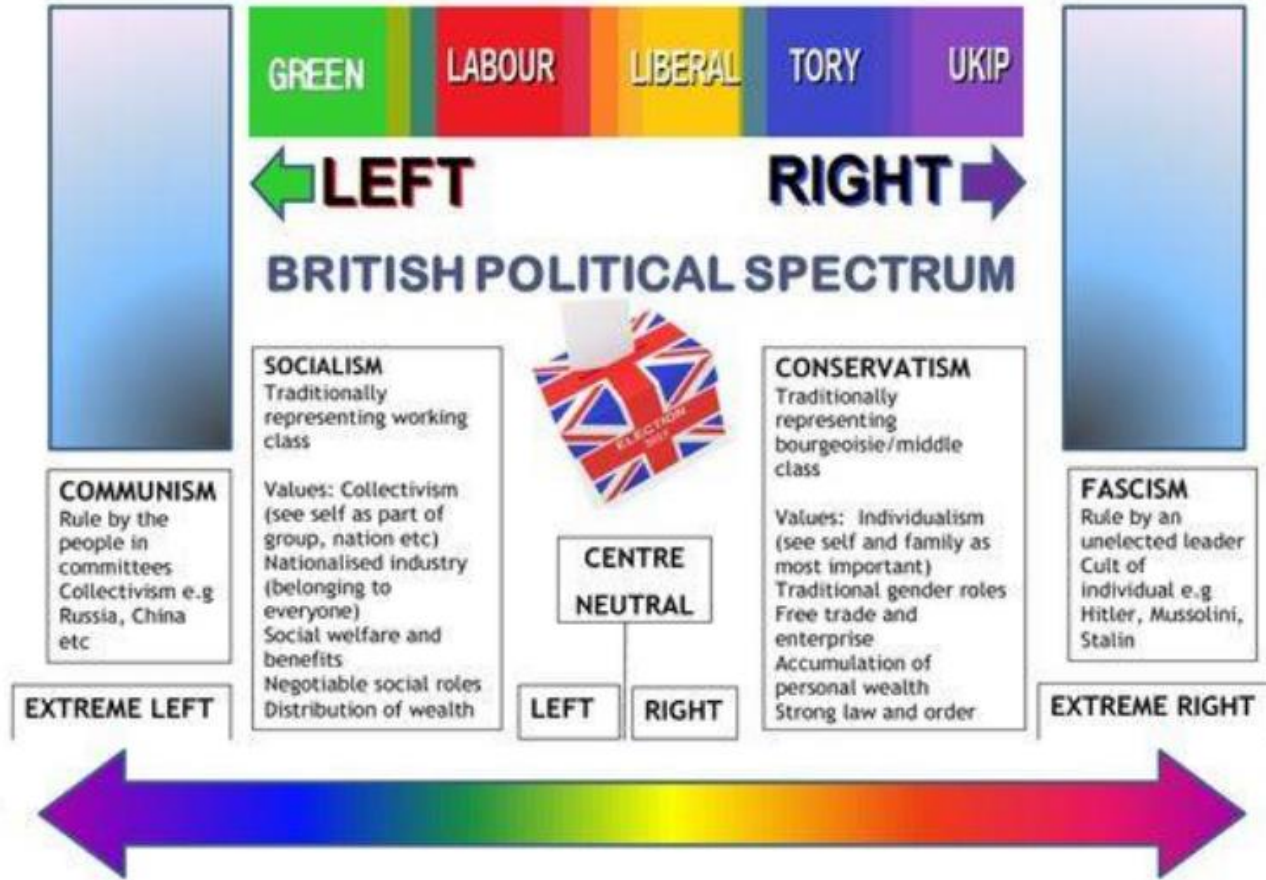 GREEN LABOUR LIBERAL TORY UKIP
LEFT RIGHT
BRITISH POLITICAL SPECTRUM
COMMUNISM
Rule by the
people in
committees
Collectivism e.g
Russia, China
etc
EXTREME LEFT
SOCIALISM
Traditionally
representing working
class
Values: Collectivism
(see self as part of
group, nation etc)
Nationalised industry
(belonging to
everyone)
Social welfare and
benefits
Negotiable social roles
Distribution of wealth
ELECTION
2017
CENTRE
NEUTRAL
LEFT
RIGHT
CONSERVATISM
Traditionally
representing
bourgeoisie/middle
class
Values: Individualism
(see self and family as
most important)
Traditional gender roles
Free trade and
enterprise
Accumulation of
personal wealth
Strong law and order
FASCISM
Rule by an
unelected leader
Cult of
individual e.g
Hitler, Mussolini,
Stalin
EXTREME RIGHT